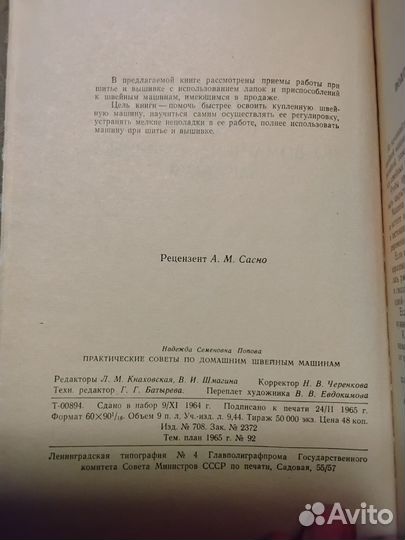 В предлагаемой книге рассмотрены приемы работы при
шитье и вышивке с использованием лапок и приспособлений
к швейным машинам, имеющимся в продаже.
Цель книги — помочь быстрее освоить купленную швей-
ную машину, научиться самим осуществлять ее регулировку,
устранять мелкие неполадки в ее работе, полнее использовать
машину при шитье и вышивке.
Рецензент А. М. Сасно
Надежда Семеновна Попова
ПРАКТИЧЕСКИЕ СОВЕТЫ ПО ДОМАШНИМ ШВЕЙНЫМ МАШИНАМ
Редакторы Л. М. Кнаховская, В. И. Шмагина Корректор Н. В. Черенкова
Техн. редактор Г. Г. Батырева. Переплет художника В. В. Евдокимова
Т-00894. Сдано в набор 9/XI 1964 г. Подписано к печати 24/II 1965 г.
Формат 60×90¹/₁₆. Объем 9 п. л. Уч.-изд. л. 9,44. Тираж 50 000 экз. Цена 48 коп.
Изд. № 708. Зак. № 2372
Тем. план 1965 г. № 92
Ленинградская типография № 4 Главполиграфпрома Государственного
комитета Совета Министров СССР по печати, Садовая, 55/57
Avito